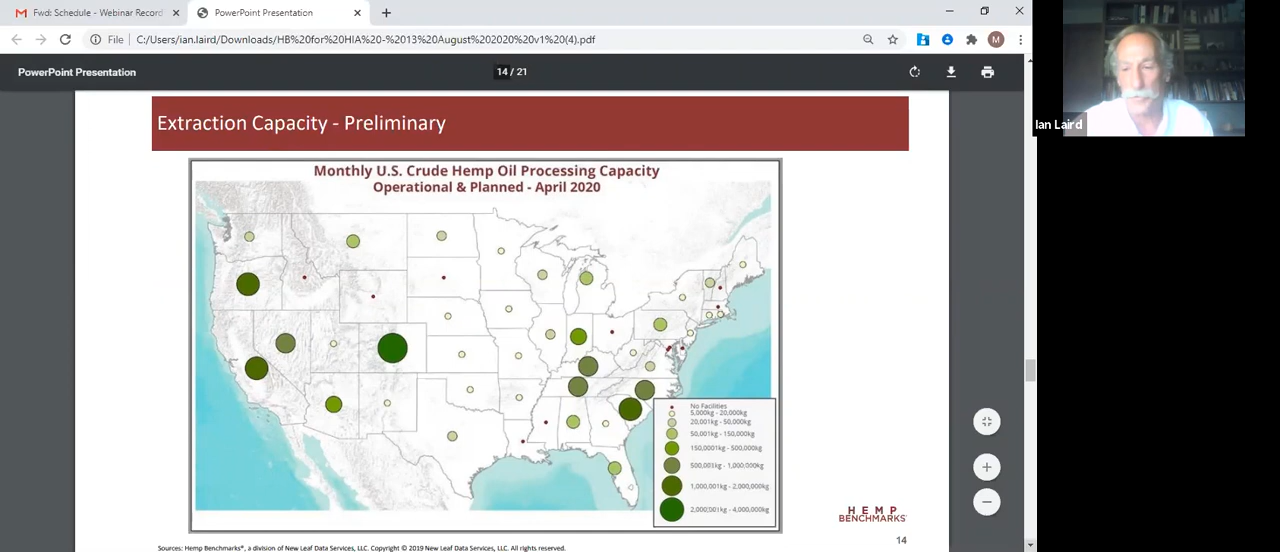 Fwd: Schedule - Webinar Record
PowerPoint Presentation
File
C:/Users/ian.laird/Downloads/HB%20for%20HIA%20-%2013%20August%202020%20v1%20(4).pdf
M
PowerPoint Presentation
14 / 21
Ian Laird
Extraction Capacity - Preliminary
Monthly U.S. Crude Hemp Oil Processing Capacity
Operational & Planned - April 2020
No Facilities
5,000kg - 20,000kg
20,001kg - 50,000kg
50,001kg - 150,000kg
150,0001kg - 500,000kg
500,001kg - 1,000,000kg
1,000,001kg - 2,000,000kg
2,000,001kg - 4,000,000kg
HEMP
BENCHMARKS
14
Sources: Hemp Benchmarks®, a division of New Leaf Data Services, LLC. Copyright © 2019 New Leaf Data Services, LLC. All rights reserved.